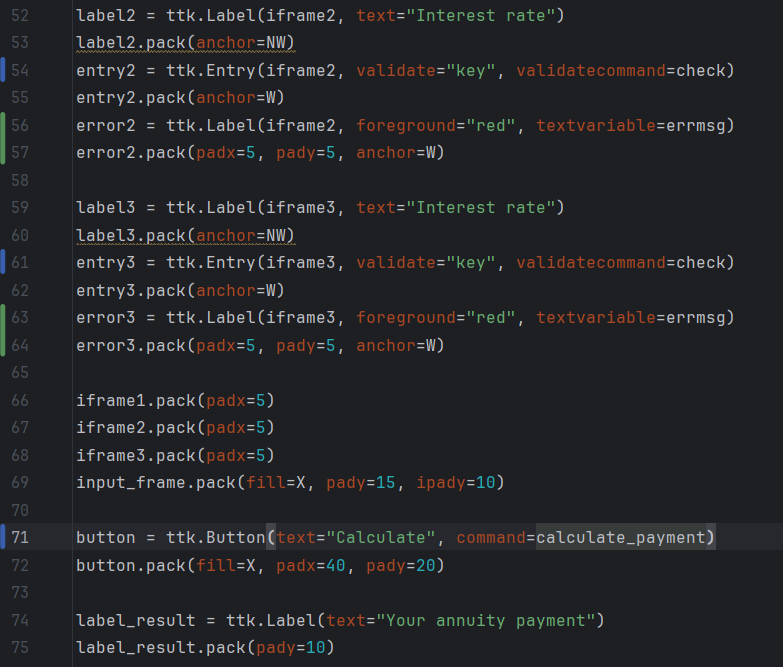 52 label2 = ttk.Label(iframe2, text="Interest rate")
53 label2.pack(anchor=NW)
54 entry2 = ttk.Entry(iframe2, validate="key", validatecommand=check)
55 entry2.pack(anchor=W)
56 error2 = ttk.Label(iframe2, foreground="red", textvariable=errmsg)
57 error2.pack(padx=5, pady=5, anchor=W)
58
59 label3 = ttk.Label(iframe3, text="Interest rate")
60 label3.pack(anchor=NW)
61 entry3 = ttk.Entry(iframe3, validate="key", validatecommand=check)
62 entry3.pack(anchor=W)
63 error3 = ttk.Label(iframe3, foreground="red", textvariable=errmsg)
64 error3.pack(padx=5, pady=5, anchor=W)
65
66 iframe1.pack(padx=5)
67 iframe2.pack(padx=5)
68 iframe3.pack(padx=5)
69 input_frame.pack(fill=X, pady=15, ipady=10)
70
71 button = ttk.Button(text="Calculate", command=calculate_payment)
72 button.pack(fill=X, padx=40, pady=20)
73
74 label_result = ttk.Label(text="Your annuity payment")
75 label_result.pack(pady=10)